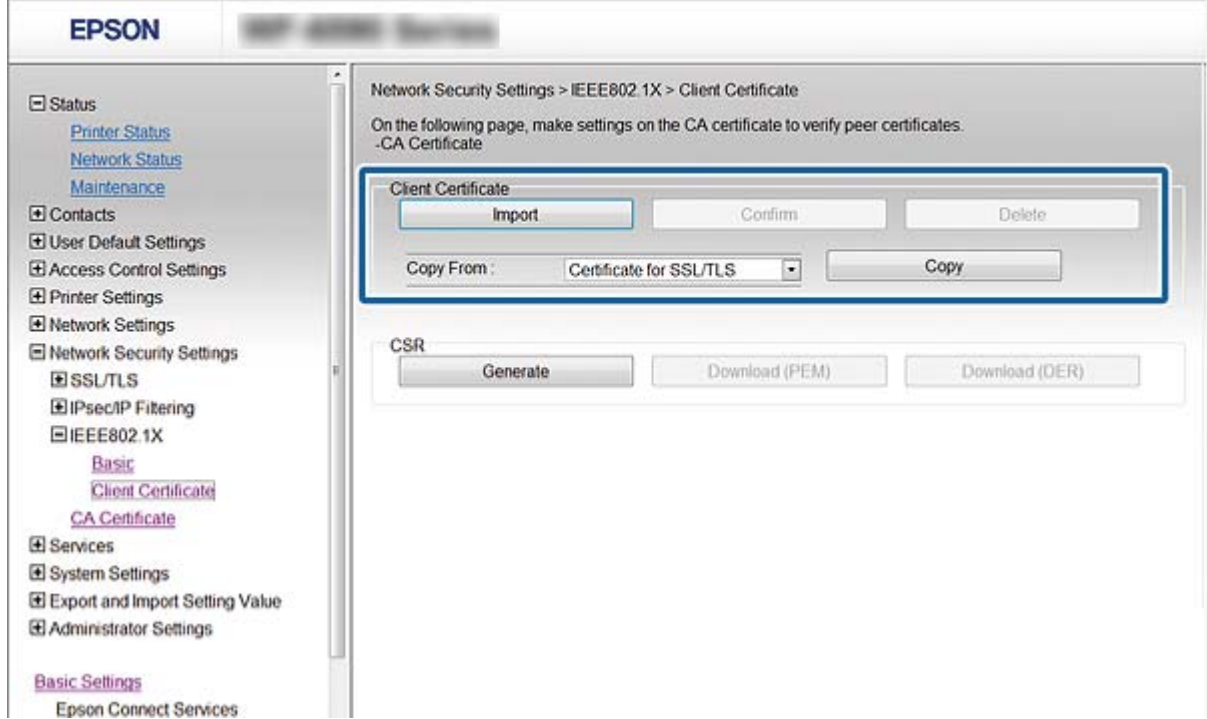 EPSON
Status
Printer Status
Network Status
Maintenance
Contacts
User Default Settings
Access Control Settings
Printer Settings
Network Settings
Network Security Settings
SSL/TLS
IPsec/IP Filtering
IEEE802.1X
Basic
Client Certificate
CA Certificate
Services
System Settings
Export and Import Setting Value
Administrator Settings
Basic Settings
Epson Connect Services
Network Security Settings > IEEE802.1X > Client Certificate
On the following page, make settings on the CA certificate to verify peer certificates.
-CA Certificate
Client Certificate
Import Confirm Delete
Copy From : Certificate for SSL/TLS Copy
CSR
Generate Download (PEM) Download (DER)